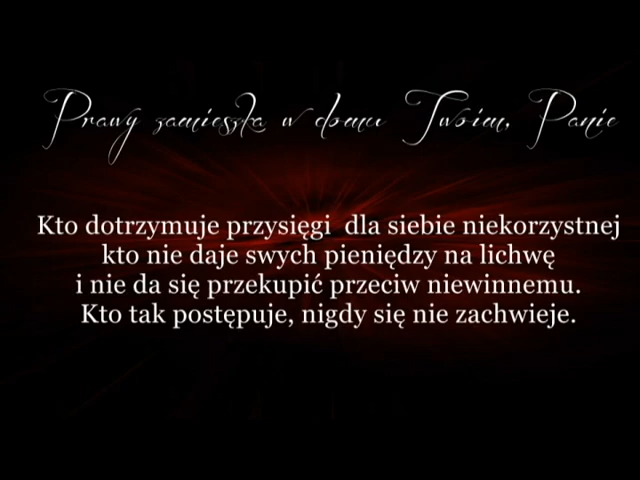 Prawy zamieszka w domu Twoim, Panie
Kto dotrzymuje przysięgi dla siebie niekorzystnej
kto nie daje swych pieniędzy na lichwę
i nie da się przekupić przeciw niewinnemu.
Kto tak postępuje, nigdy się nie zachwieje.